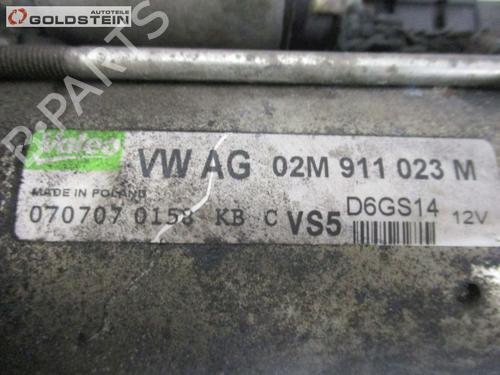 Autoteile
GOLDSTEIN
B-PARTS
Valeo
VW AG 02M 911 023 M
MADE IN POLAND
070707 0158 KB C VS5 D6GS14 12V